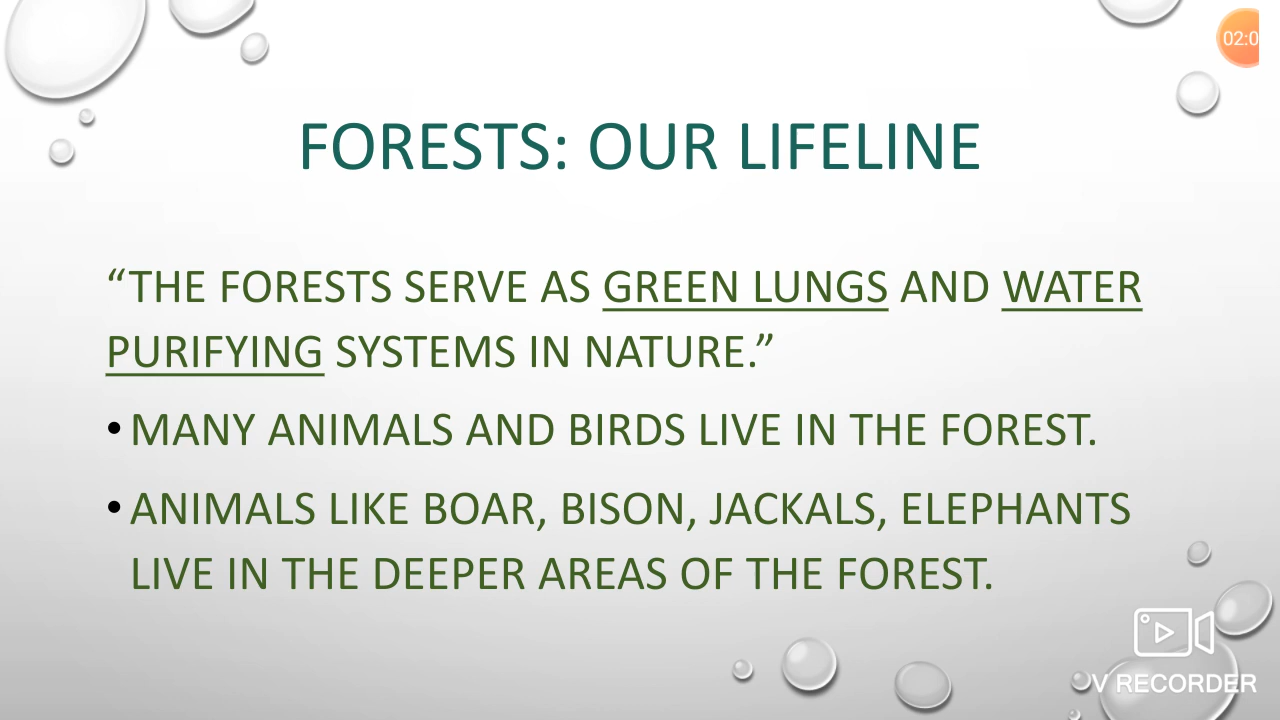 02:0
FORESTS: OUR LIFELINE
“THE FORESTS SERVE AS GREEN LUNGS AND WATER
PURIFYING SYSTEMS IN NATURE.”
•MANY ANIMALS AND BIRDS LIVE IN THE FOREST.
•ANIMALS LIKE BOAR, BISON, JACKALS, ELEPHANTS
LIVE IN THE DEEPER AREAS OF THE FOREST.
V RECORDER